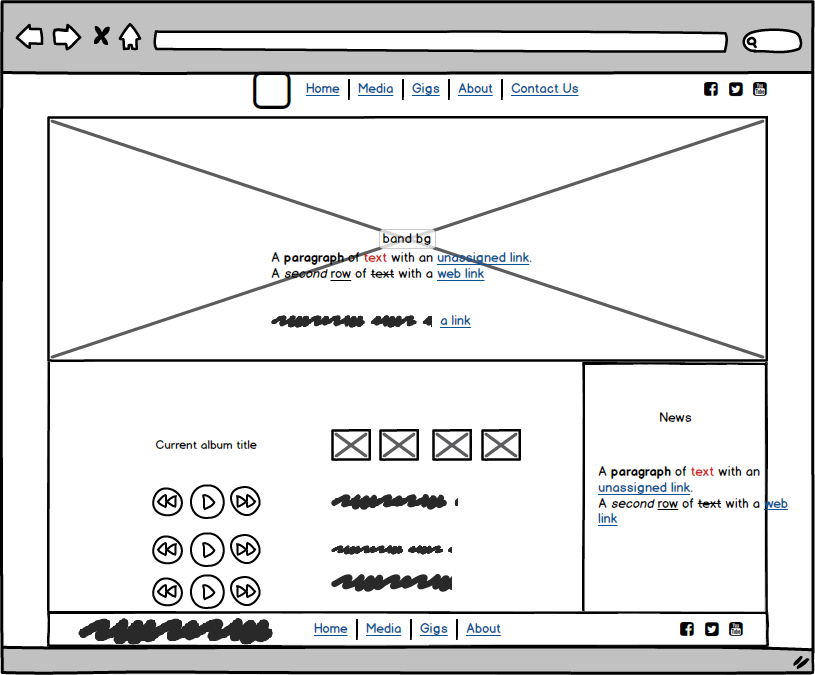 Home Media Gigs About Contact Us
band bg
A paragraph of text with an unassigned link.
A second row of text with a web link
a link
Current album title
News
A paragraph of text with an
unassigned link.
A second row of text with a web
link
Home Media Gigs About